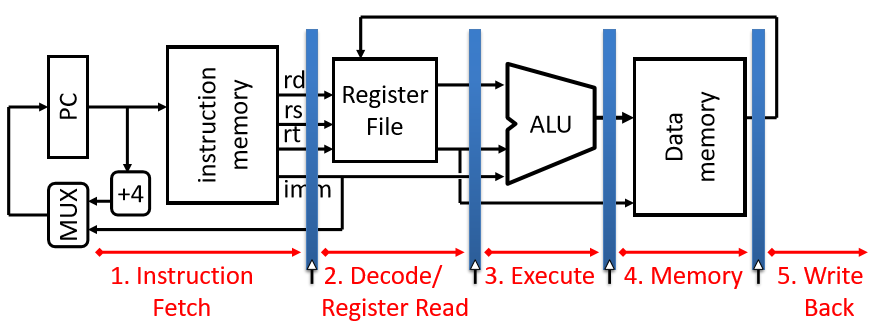 PC
+4
MUX
instruction
memory
rd
rs
rt
imm
Register
File
ALU
Data
memory
1. Instruction
Fetch
2. Decode/
Register Read
3. Execute
4. Memory
5. Write
Back